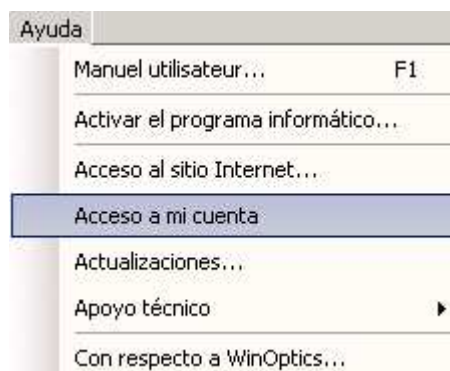 Ayuda
Manuel utilisateur... F1
Activar el programa informático...
Acceso al sitio Internet...
Acceso a mi cuenta
Actualizaciones...
Apoyo técnico
Con respecto a WinOptics...